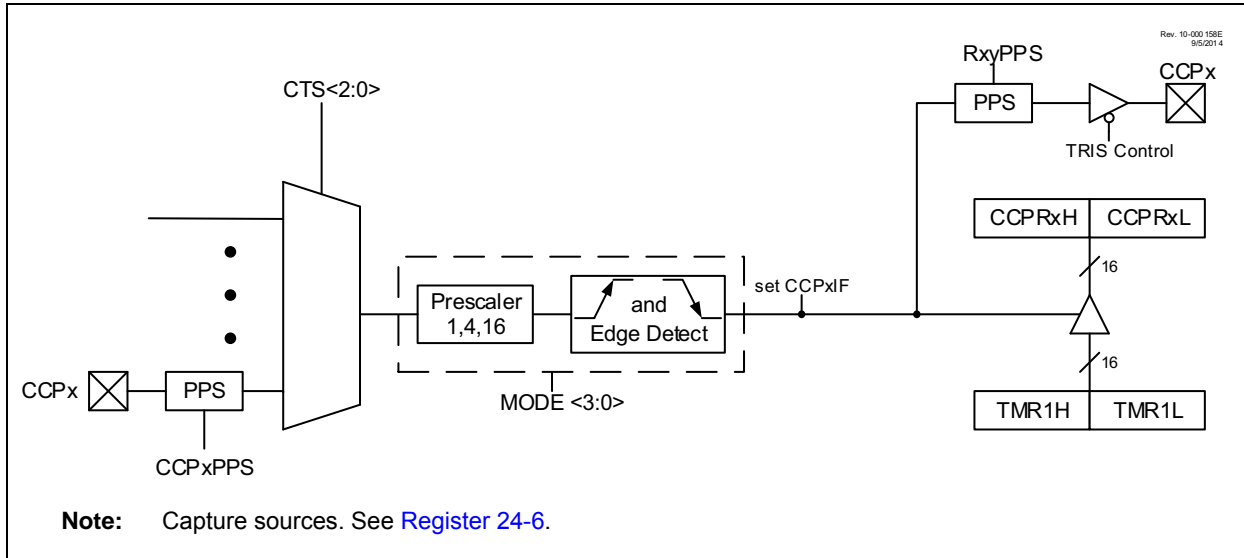 Rev. 10-000 158E
9/5/201 4
RxyPPS
CCPx
CTS<2:0>
PPS
TRIS Control
CCPRxH
CCPRxL
16
set CCPxIF
Prescaler
1,4,16
and
Edge Detect
16
CCPx
PPS
MODE <3:0>
TMR1H
TMR1L
CCPxPPS
Note: Capture sources. See Register 24-6.